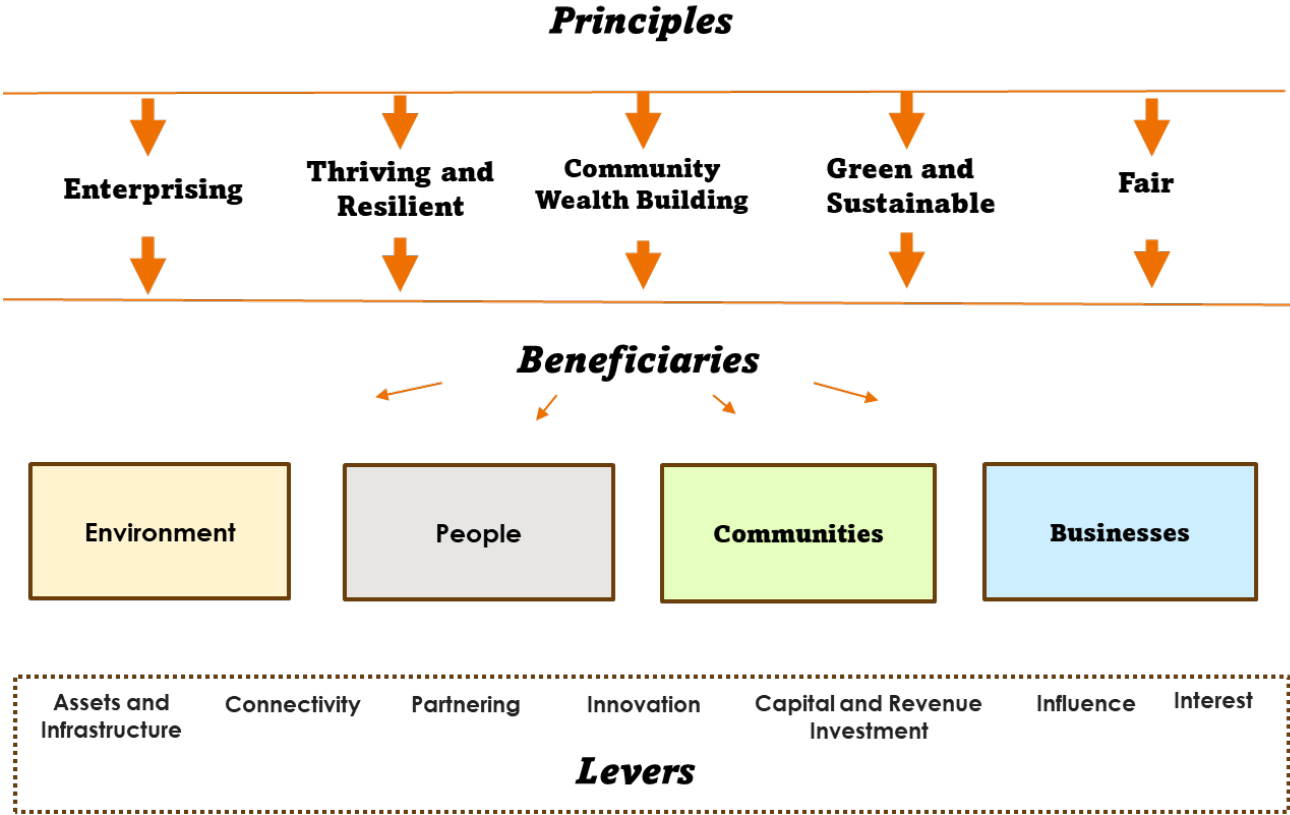 Principles
Enterprising
Thriving and
Resilient
Community
Wealth Building
Green and
Sustainable
Fair
Beneficiaries
Environment
People
Communities
Businesses
Assets and
Infrastructure
Connectivity
Partnering
Innovation
Capital and Revenue
Investment
Influence
Interest
Levers